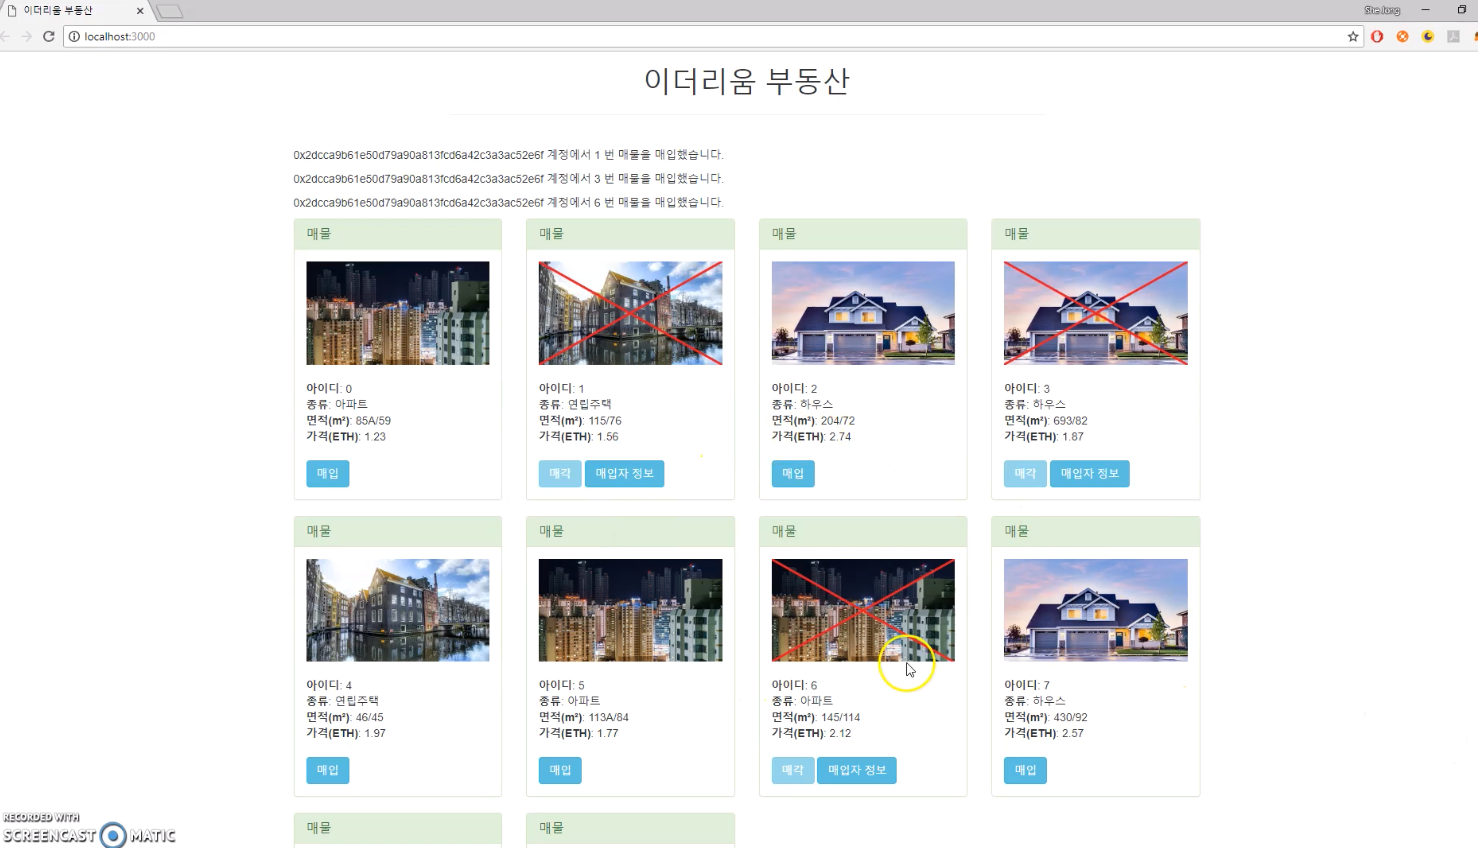 이더리움 부동산
SheJung
localhost:3000
이더리움 부동산
0x2dcca9b61e50d79a90a813fcd6a42c3a3ac52e6f 계정에서 1 번 매물을 매입했습니다.
0x2dcca9b61e50d79a90a813fcd6a42c3a3ac52e6f 계정에서 3 번 매물을 매입했습니다.
0x2dcca9b61e50d79a90a813fcd6a42c3a3ac52e6f 계정에서 6 번 매물을 매입했습니다.
매물
아이디: 0
종류: 아파트
면적(m²): 85A/59
가격(ETH): 1.23
매입
매물
아이디: 1
종류: 연립주택
면적(m²): 115/76
가격(ETH): 1.56
매각 매입자 정보
매물
아이디: 2
종류: 하우스
면적(m²): 204/72
가격(ETH): 2.74
매입
매물
아이디: 3
종류: 하우스
면적(m²): 693/82
가격(ETH): 1.87
매각 매입자 정보
매물
아이디: 4
종류: 연립주택
면적(m²): 46/45
가격(ETH): 1.97
매입
매물
아이디: 5
종류: 아파트
면적(m²): 113A/84
가격(ETH): 1.77
매입
매물
아이디: 6
종류: 아파트
면적(m²): 145/114
가격(ETH): 2.12
매각 매입자 정보
매물
아이디: 7
종류: 하우스
면적(m²): 430/92
가격(ETH): 2.57
매입
매물
매물
RECORDED WITH
SCREENCAST MATIC